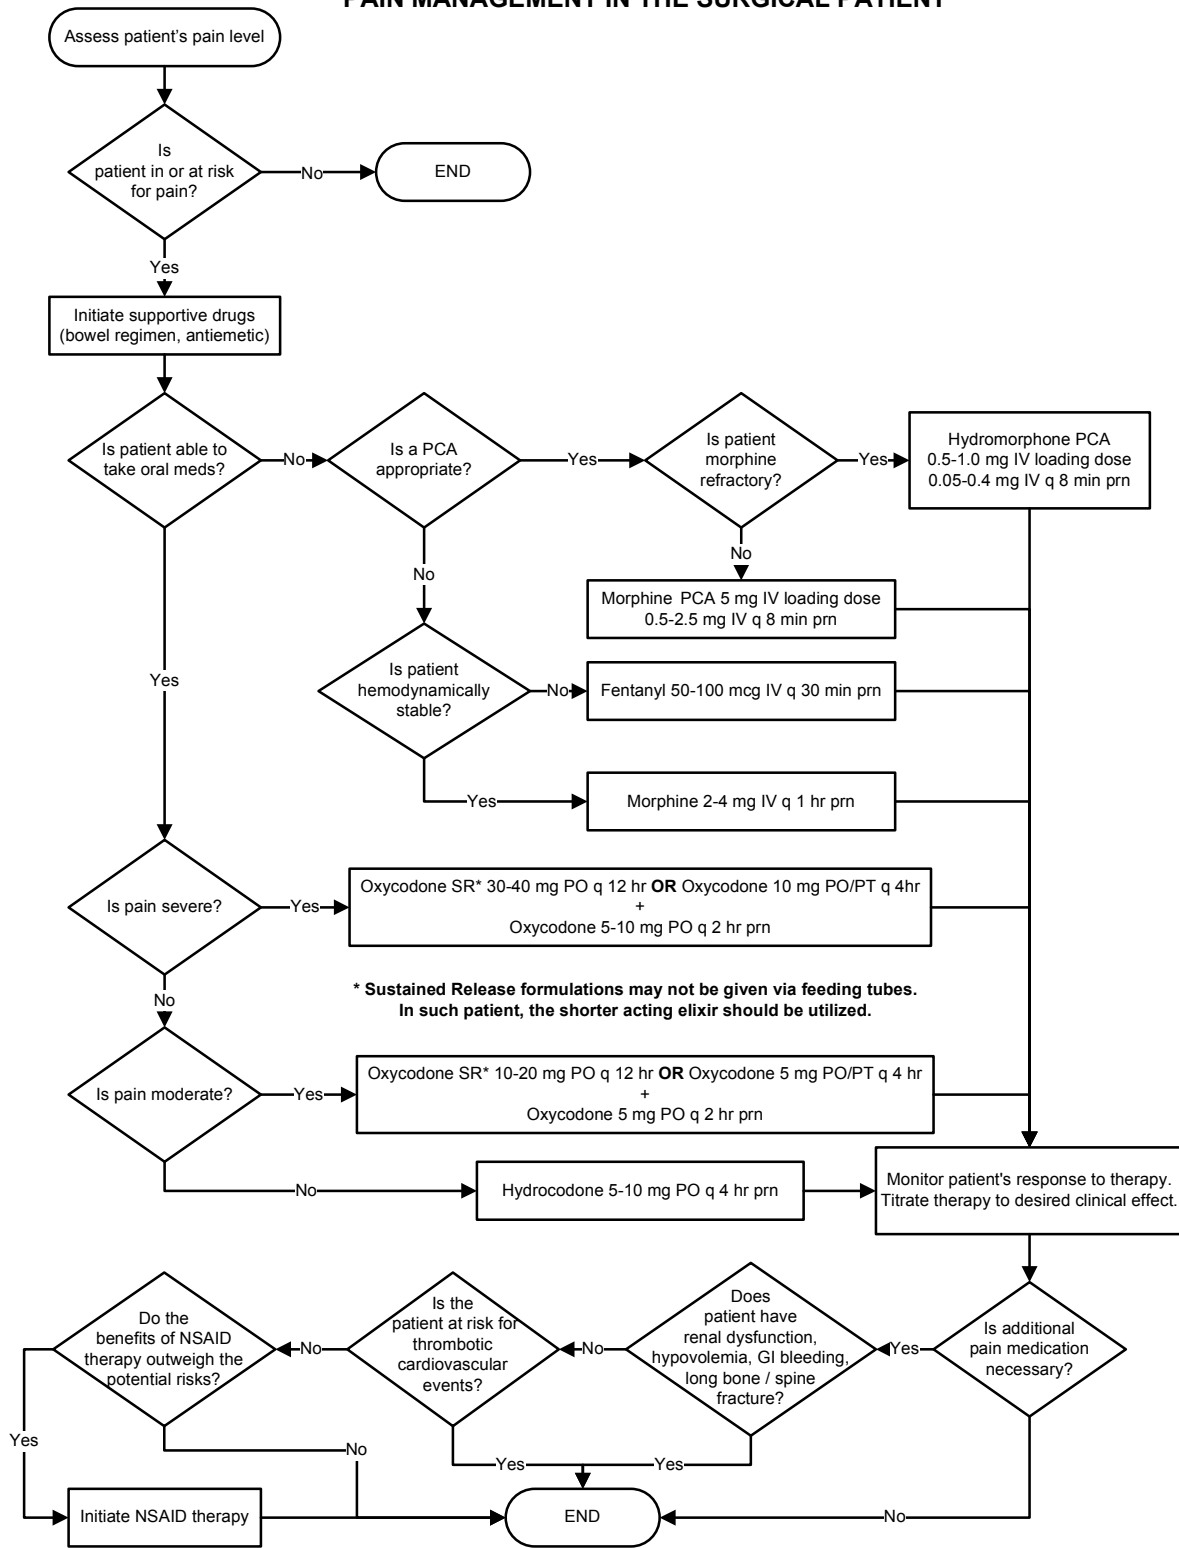 PAIN MANAGEMENT IN THE SURGICAL PATIENT
Assess patient's pain level
Is
patient in or at risk
for pain?
No
END
Yes
Initiate supportive drugs
(bowel regimen, antiemetic)
Is patient able to
take oral meds?
No
Is a PCA
appropriate?
Yes
Is patient
morphine
refractory?
Yes
Hydromorphone PCA
0.5-1.0 mg IV loading dose
0.05-0.4 mg IV q 8 min prn
No
No
Morphine PCA 5 mg IV loading dose
0.5-2.5 mg IV q 8 min prn
Yes
Is patient
hemodynamically
stable?
No
Fentanyl 50-100 mcg IV q 30 min prn
Yes
Morphine 2-4 mg IV q 1 hr prn
Is pain severe?
Yes
Oxycodone SR* 30-40 mg PO q 12 hr OR Oxycodone 10 mg PO/PT q 4hr
+
Oxycodone 5-10 mg PO q 2 hr prn
No
* Sustained Release formulations may not be given via feeding tubes.
In such patient, the shorter acting elixir should be utilized.
Is pain moderate?
Yes
Oxycodone SR* 10-20 mg PO q 12 hr OR Oxycodone 5 mg PO/PT q 4 hr
+
Oxycodone 5 mg PO q 2 hr prn
No
Hydrocodone 5-10 mg PO q 4 hr prn
Monitor patient's response to therapy.
Titrate therapy to desired clinical effect.
Do the
benefits of NSAID
therapy outweigh the
potential risks?
No
Is the
patient at risk for
thrombotic
cardiovascular
events?
No
Does
patient have
renal dysfunction,
hypovolemia, GI bleeding,
long bone / spine
fracture?
Yes
Is additional
pain medication
necessary?
Yes
No
Yes
Yes
Initiate NSAID therapy
END
No